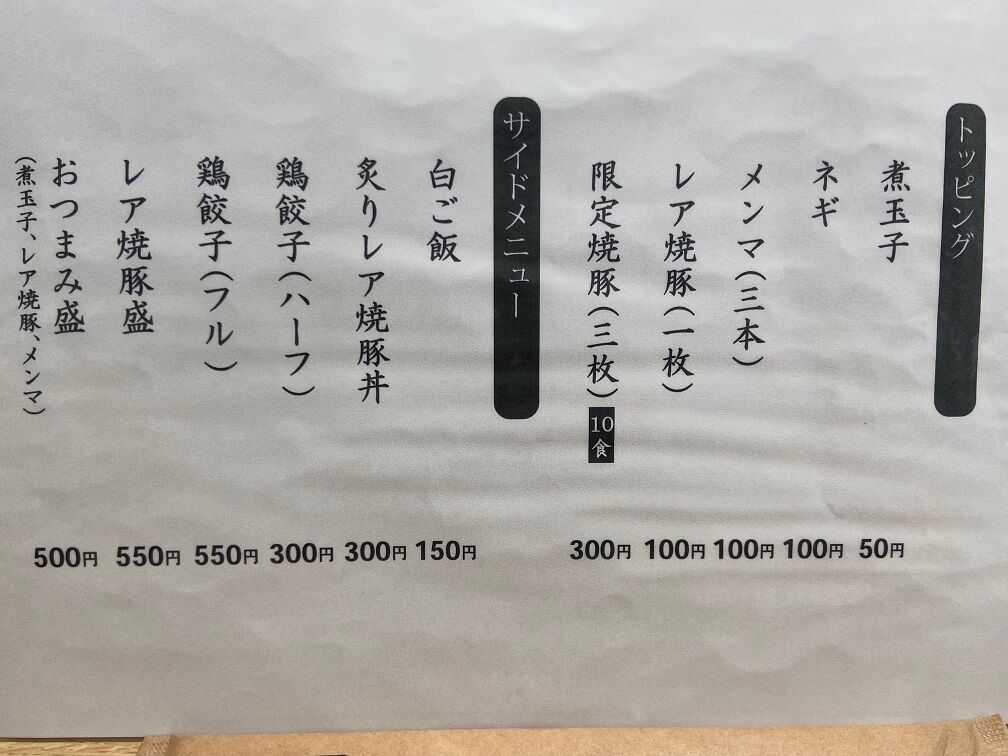 トッピング
煮玉子 50円
ネギ 100円
メンマ(三本) 100円
レア焼豚(一枚) 100円
限定焼豚(三枚) 10食 300円
サイドメニュー
白ご飯 150円
炙りレア焼豚丼 300円
鶏餃子(ハーフ) 300円
鶏餃子(フル) 550円
レア焼豚盛 550円
おつまみ盛 500円
(煮玉子、レア焼豚、メンマ)